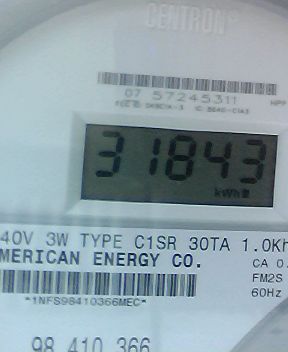 CENTRON®
07 57245311
31843
kWh
40V 3W TYPE C1SR 30TA 1.0Kh
MERICAN ENERGY CO.
CA 0.
FM2S
60Hz
*1NFS98410366MEC*
98 410 366